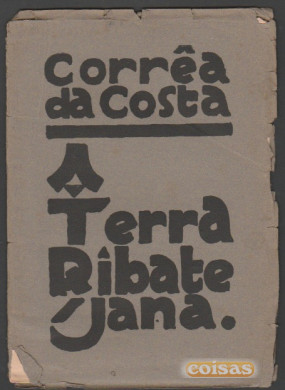 Corrêa
da Costa
A
Terra
Ribate
jana.
coisas